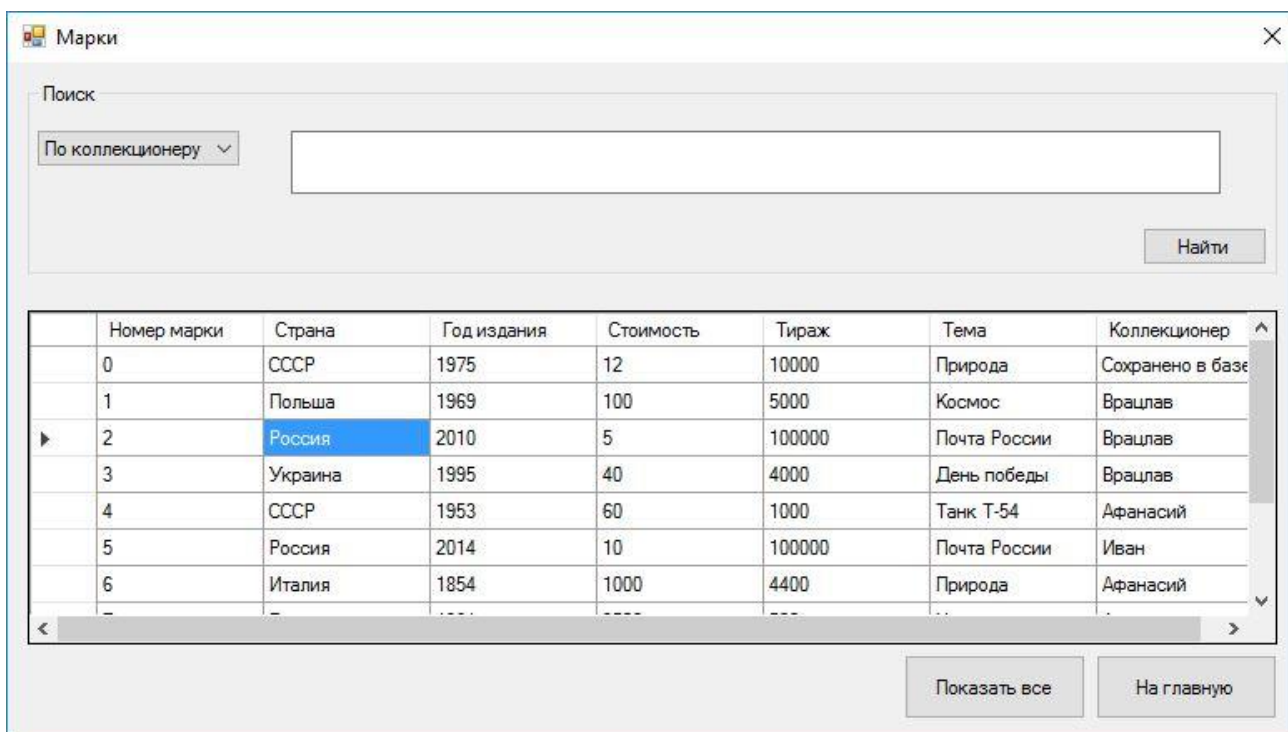 Марки
Поиск
По коллекционеру
Найти
Номер марки Страна Год издания Стоимость Тираж Тема Коллекционер
0 СССР 1975 12 10000 Природа Сохранено в базе
1 Польша 1969 100 5000 Космос Врацлав
2 Россия 2010 5 100000 Почта России Врацлав
3 Украина 1995 40 4000 День победы Врацлав
4 СССР 1953 60 1000 Танк Т-54 Афанасий
5 Россия 2014 10 100000 Почта России Иван
6 Италия 1854 1000 4400 Природа Афанасий
Показать все На главную